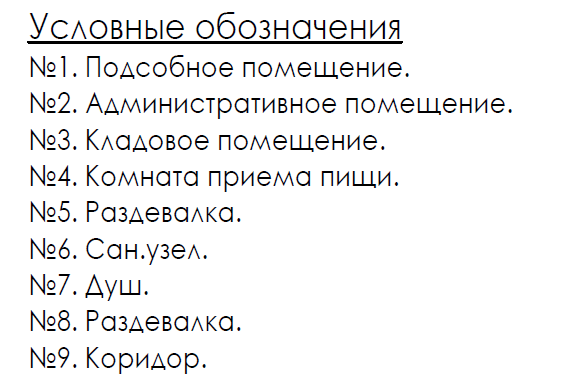 Условные обозначения
№1. Подсобное помещение.
№2. Административное помещение.
№3. Кладовое помещение.
№4. Комната приема пищи.
№5. Раздевалка.
№6. Сан.узел.
№7. Душ.
№8. Раздевалка.
№9. Коридор.